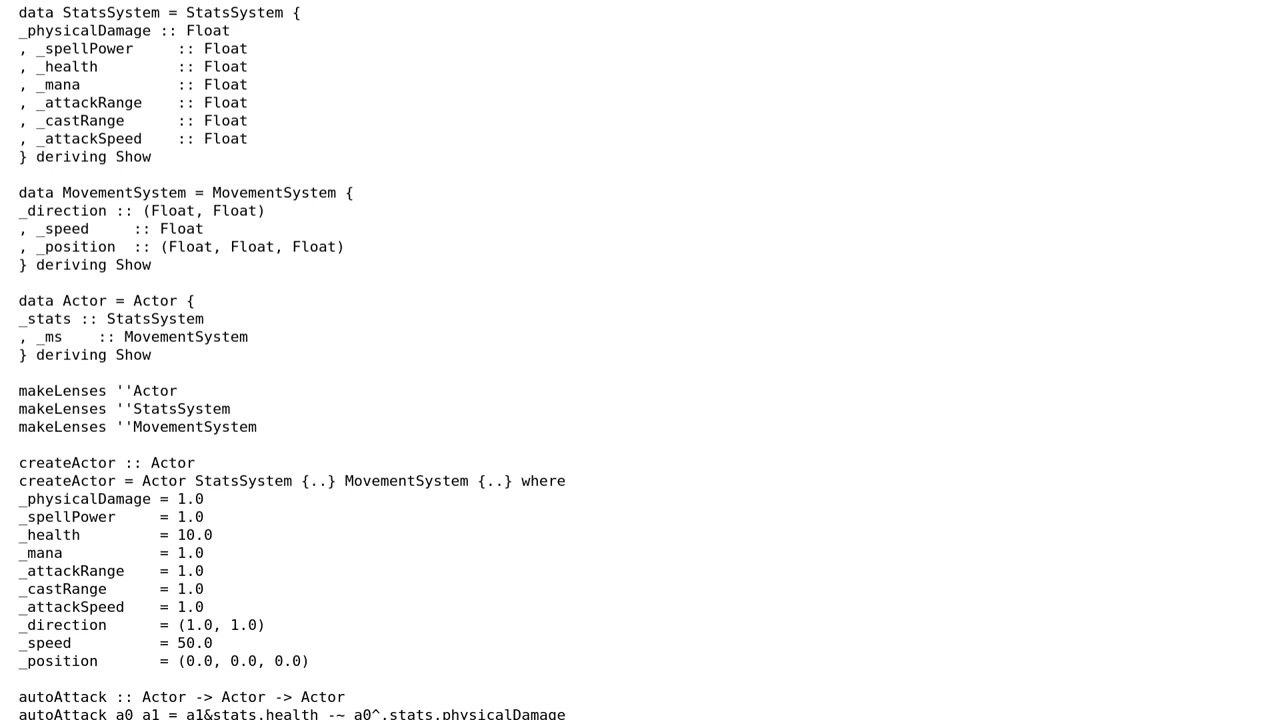 data StatsSystem = StatsSystem {
_physicalDamage :: Float
, _spellPower     :: Float
, _health         :: Float
, _mana           :: Float
, _attackRange    :: Float
, _castRange      :: Float
, _attackSpeed    :: Float
} deriving Show

data MovementSystem = MovementSystem {
_direction :: (Float, Float)
, _speed     :: Float
, _position  :: (Float, Float, Float)
} deriving Show

data Actor = Actor {
_stats :: StatsSystem
, _ms    :: MovementSystem
} deriving Show

makeLenses ''Actor
makeLenses ''StatsSystem
makeLenses ''MovementSystem

createActor :: Actor
createActor = Actor StatsSystem {..} MovementSystem {..} where
_physicalDamage = 1.0
_spellPower     = 1.0
_health         = 10.0
_mana           = 1.0
_attackRange    = 1.0
_castRange      = 1.0
_attackSpeed    = 1.0
_direction      = (1.0, 1.0)
_speed          = 50.0
_position       = (0.0, 0.0, 0.0)

autoAttack :: Actor -> Actor -> Actor
autoAttack a0 a1 = a1&stats.health -~ a0^.stats.physicalDamage